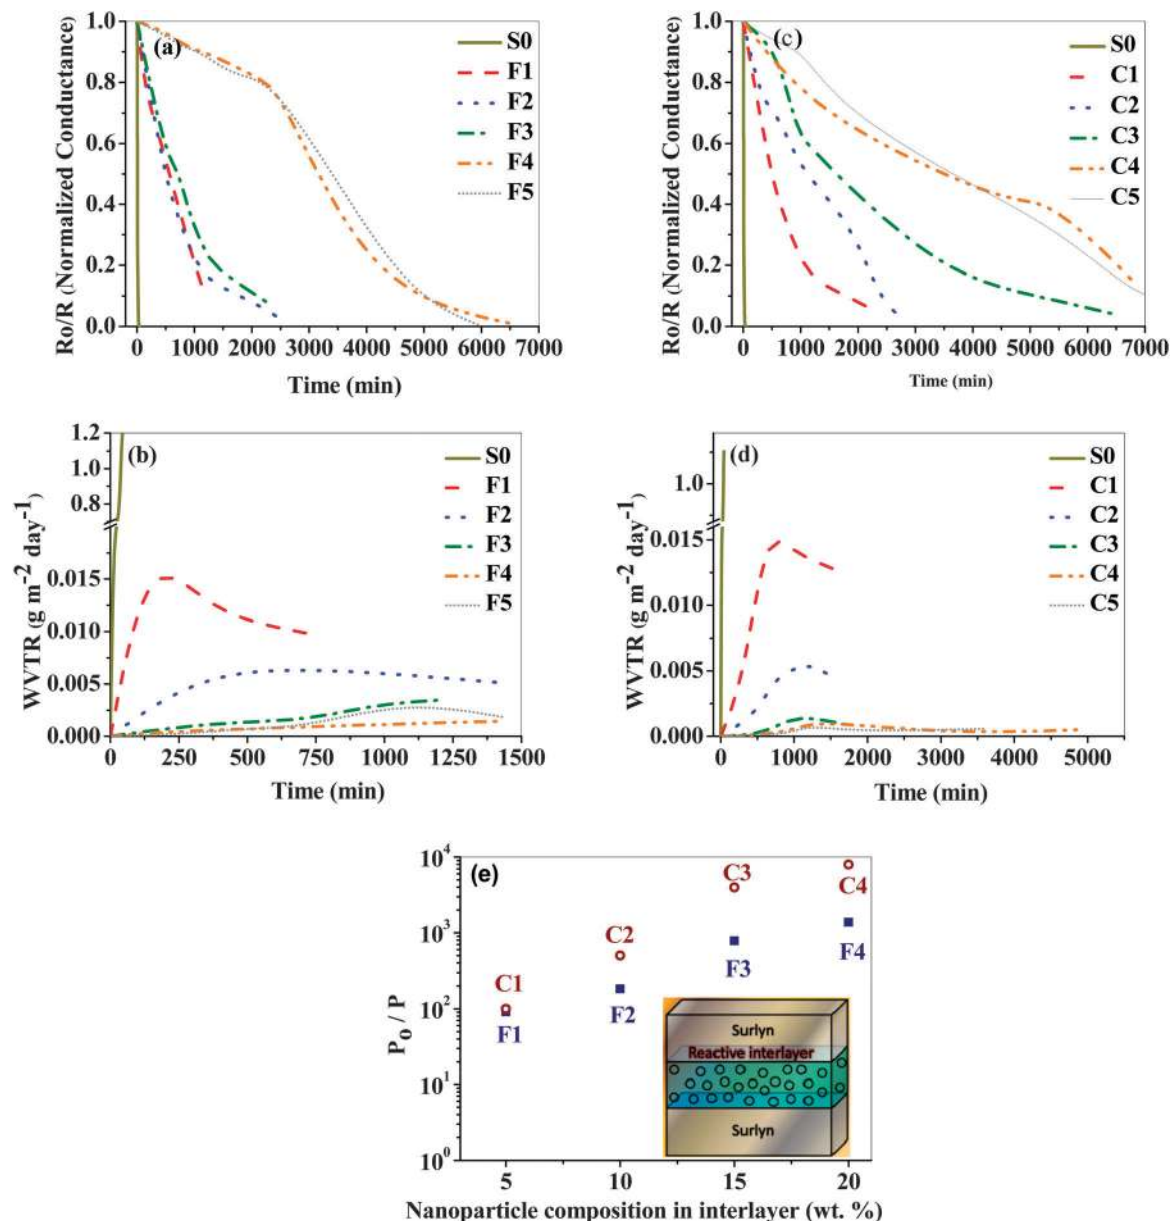 (a)
S0
F1
F2
F3
F4
F5
1.0
0.8
0.6
0.4
0.2
0.0
Ro/R (Normalized Conductance)
0 1000 2000 3000 4000 5000 6000 7000
Time (min)
(c)
S0
C1
C2
C3
C4
C5
1.0
0.8
0.6
0.4
0.2
0.0
Ro/R (Normalized Conductance)
0 1000 2000 3000 4000 5000 6000 7000
Time (min)
(b)
S0
F1
F2
F3
F4
F5
1.2
1.0
0.8
0.015
0.010
0.005
0.000
WVTR (g m-2 day-1)
0 250 500 750 1000 1250 1500
Time (min)
(d)
S0
C1
C2
C3
C4
C5
1.0
0.015
0.010
0.005
0.000
WVTR (g m-2 day-1)
0 1000 2000 3000 4000 5000
Time (min)
(e)
10^4
10^3
10^2
10^1
10^0
Po / P
C1
F1
C2
F2
C3
F3
C4
F4
Surlyn
Reactive interlayer
Surlyn
5 10 15 20
Nanoparticle composition in interlayer (wt. %)